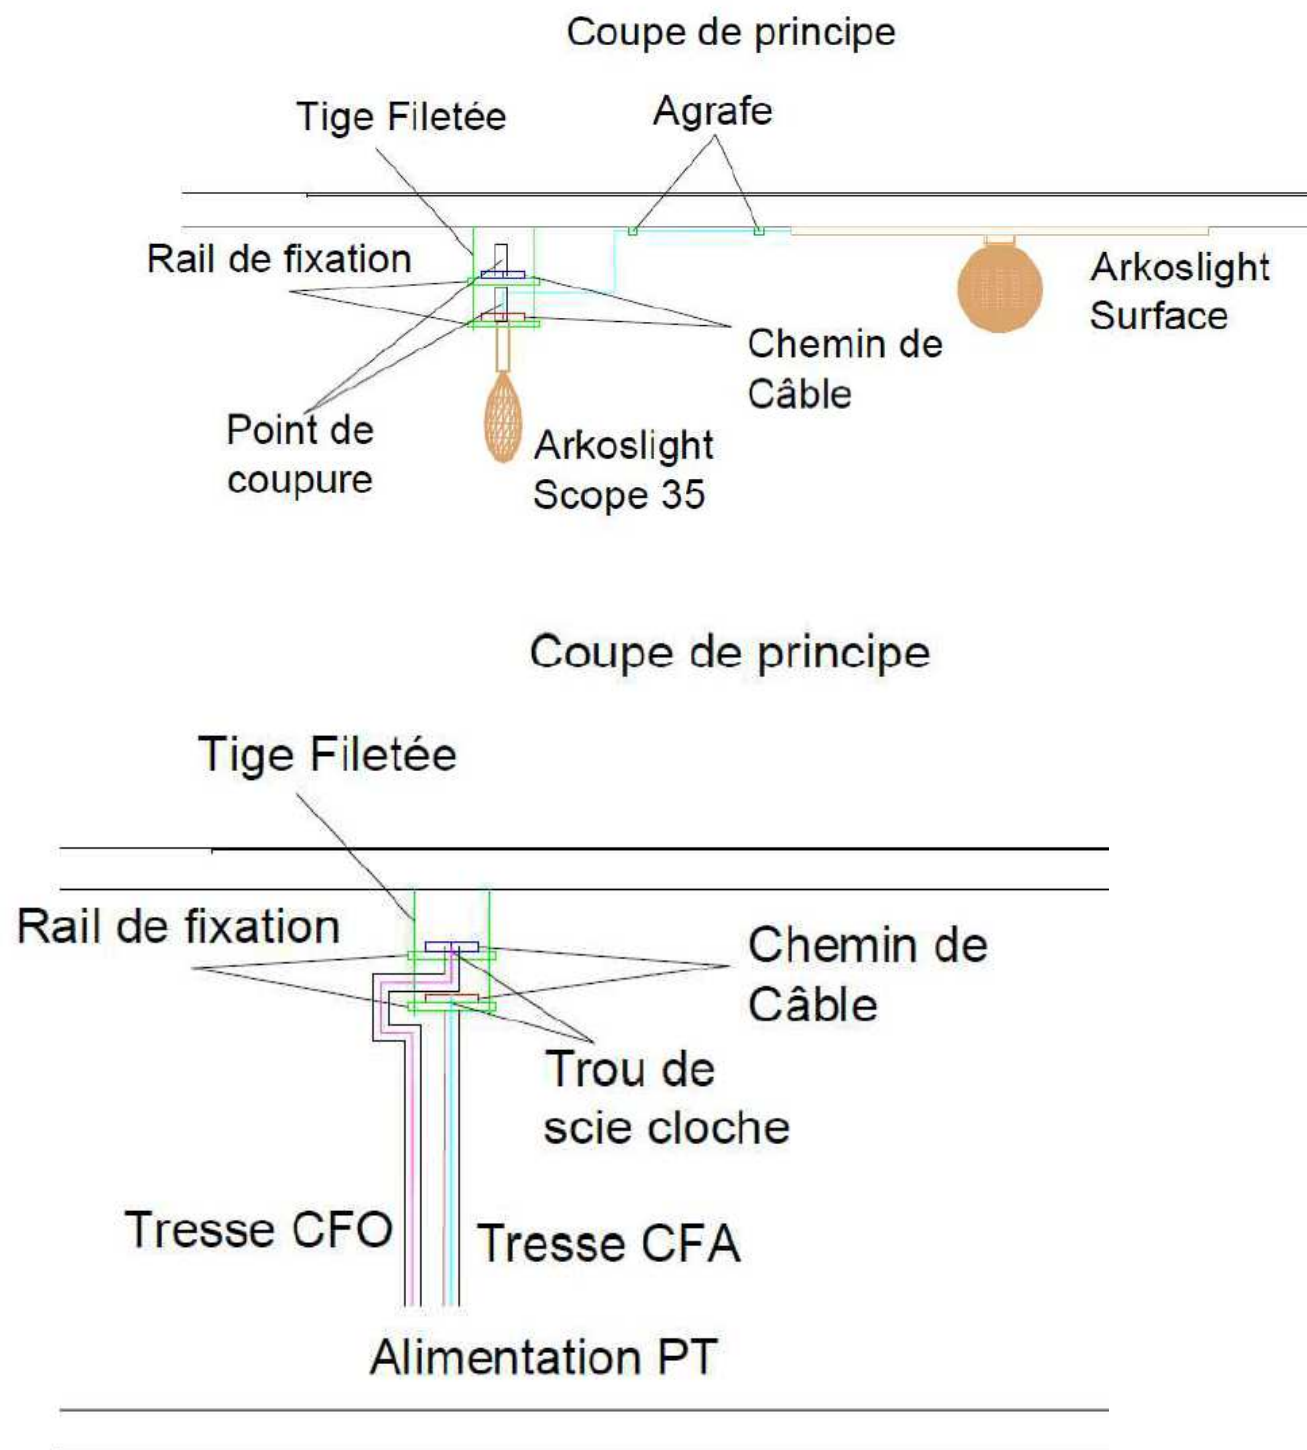 Coupe de principe
Tige Filetée
Agrafe
Rail de fixation
Arkoslight
Surface
Chemin de
Câble
Point de
coupure
Arkoslight
Scope 35
Coupe de principe
Tige Filetée
Rail de fixation
Chemin de
Câble
Trou de
scie cloche
Tresse CFO
Tresse CFA
Alimentation PT